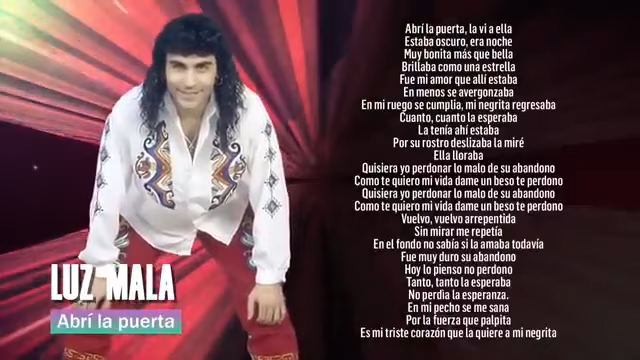 Abrí la puerta, la vi a ella
Estaba oscuro, era noche
Muy bonita más que bella
Brillaba como una estrella
Fue mi amor que allí estaba
En menos se avergonzaba
En mi ruego se cumplia, mi negrita regresaba
Cuanto, cuanto la esperaba
La tenía ahí estaba
Por su rostro deslizaba la miré
Ella lloraba
Quisiera yo perdonar lo malo de su abandono
Como te quiero mi vida dame un beso te perdono
Quisiera yo perdonar lo malo de su abandono
Como te quiero mi vida dame un beso te perdono
Vuelvo, vuelvo arrepentida
Sin mirar me repetía
En el fondo no sabía si la amaba todavía
Fue muy duro su abandono
Hoy lo pienso no perdono
Tanto, tanto la esperaba
No perdia la esperanza.
En mi pecho se me sana
Por la fuerza que palpita
Es mi triste corazón que la quiere a mi negrita
LUZ MALA
Abrí la puerta